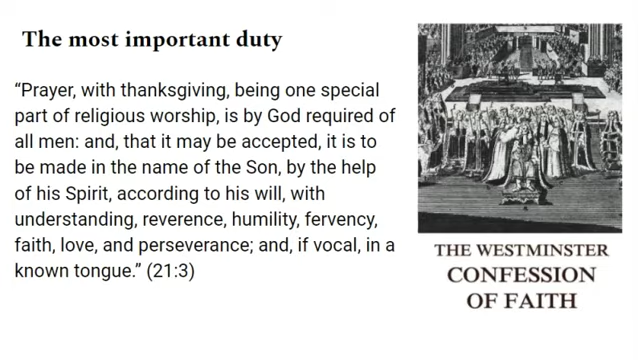 The most important duty
“Prayer, with thanksgiving, being one special
part of religious worship, is by God required of
all men: and, that it may be accepted, it is to
be made in the name of the Son, by the help
of his Spirit, according to his will, with
understanding, reverence, humility, fervency,
faith, love, and perseverance; and, if vocal, in a
known tongue.” (21:3)
THE WESTMINSTER
CONFESSION
OF FAITH